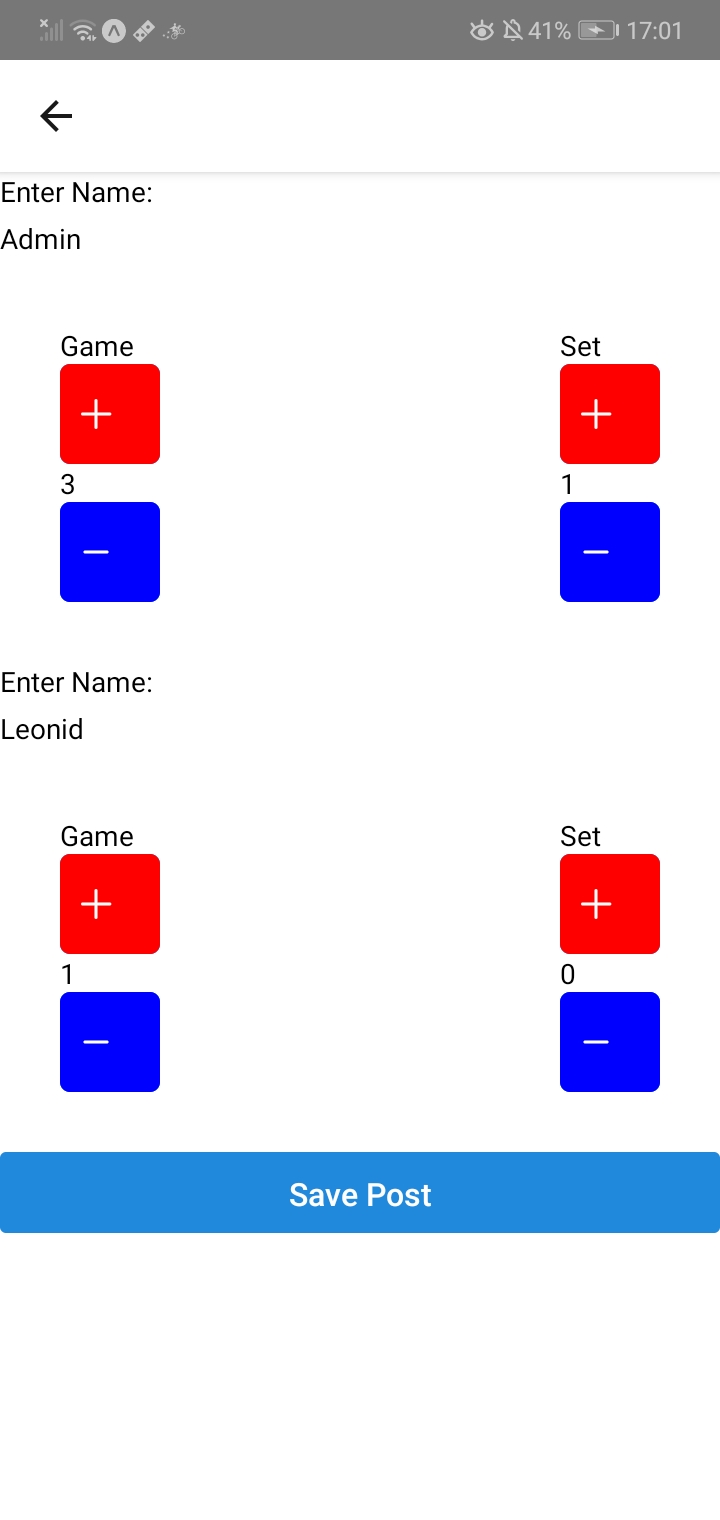 41% 17:01
Enter Name:
Admin
Game Set
+ +
3 1
− −
Enter Name:
Leonid
Game Set
+ +
1 0
− −
Save Post